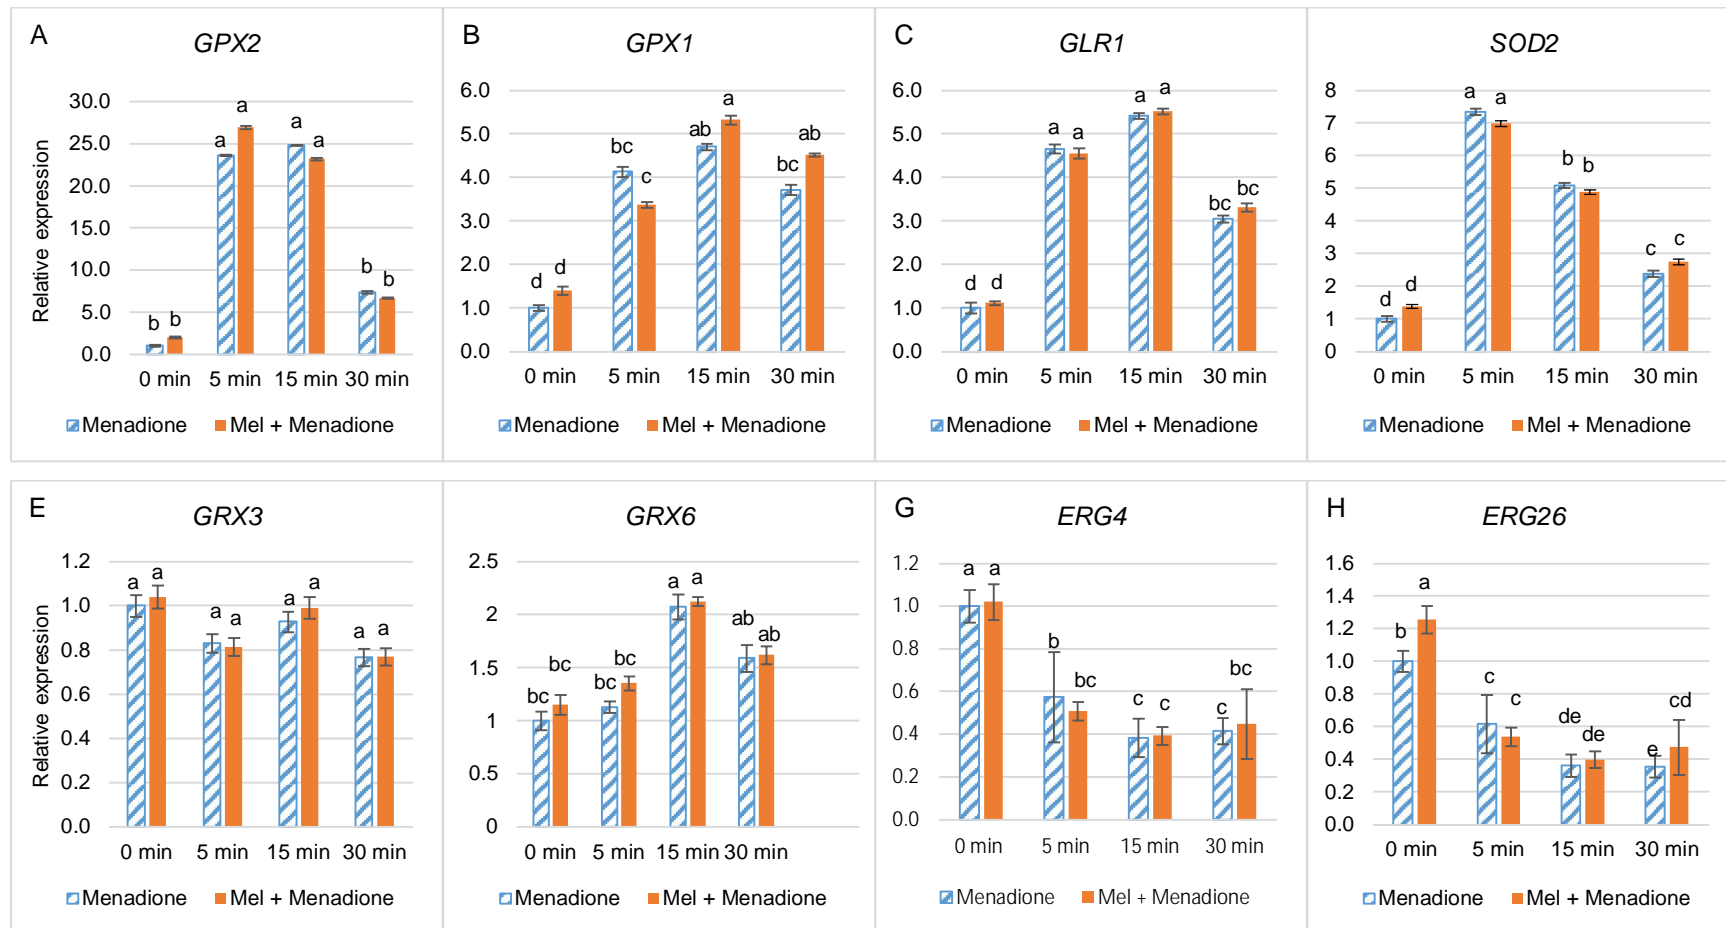 A GPX2
Relative expression
30.0
25.0
20.0
15.0
10.0
5.0
0.0
b b a a a a b b
0 min 5 min 15 min 30 min
Menadione Mel + Menadione
B GPX1
6.0
5.0
4.0
3.0
2.0
1.0
0.0
d d bc c ab a bc ab
0 min 5 min 15 min 30 min
Menadione Mel + Menadione
C GLR1
6.0
5.0
4.0
3.0
2.0
1.0
0.0
d d a a a a bc bc
0 min 5 min 15 min 30 min
Menadione Mel + Menadione
SOD2
8
7
6
5
4
3
2
1
0
d d a a b b c c
0 min 5 min 15 min 30 min
Menadione Mel + Menadione
E GRX3
Relative expression
1.2
1.0
0.8
0.6
0.4
0.2
0.0
a a a a a a a a
0 min 5 min 15 min 30 min
Menadione Mel + Menadione
GRX6
2.5
2
1.5
1
0.5
0
bc bc bc bc a a ab ab
0 min 5 min 15 min 30 min
Menadione Mel + Menadione
G ERG4
1.2
1.0
0.8
0.6
0.4
0.2
0.0
a a b bc c c c bc
0 min 5 min 15 min 30 min
Menadione Mel + Menadione
H ERG26
1.6
1.4
1.2
1.0
0.8
0.6
0.4
0.2
0.0
b a c c de de e cd
0 min 5 min 15 min 30 min
Menadione Mel + Menadione